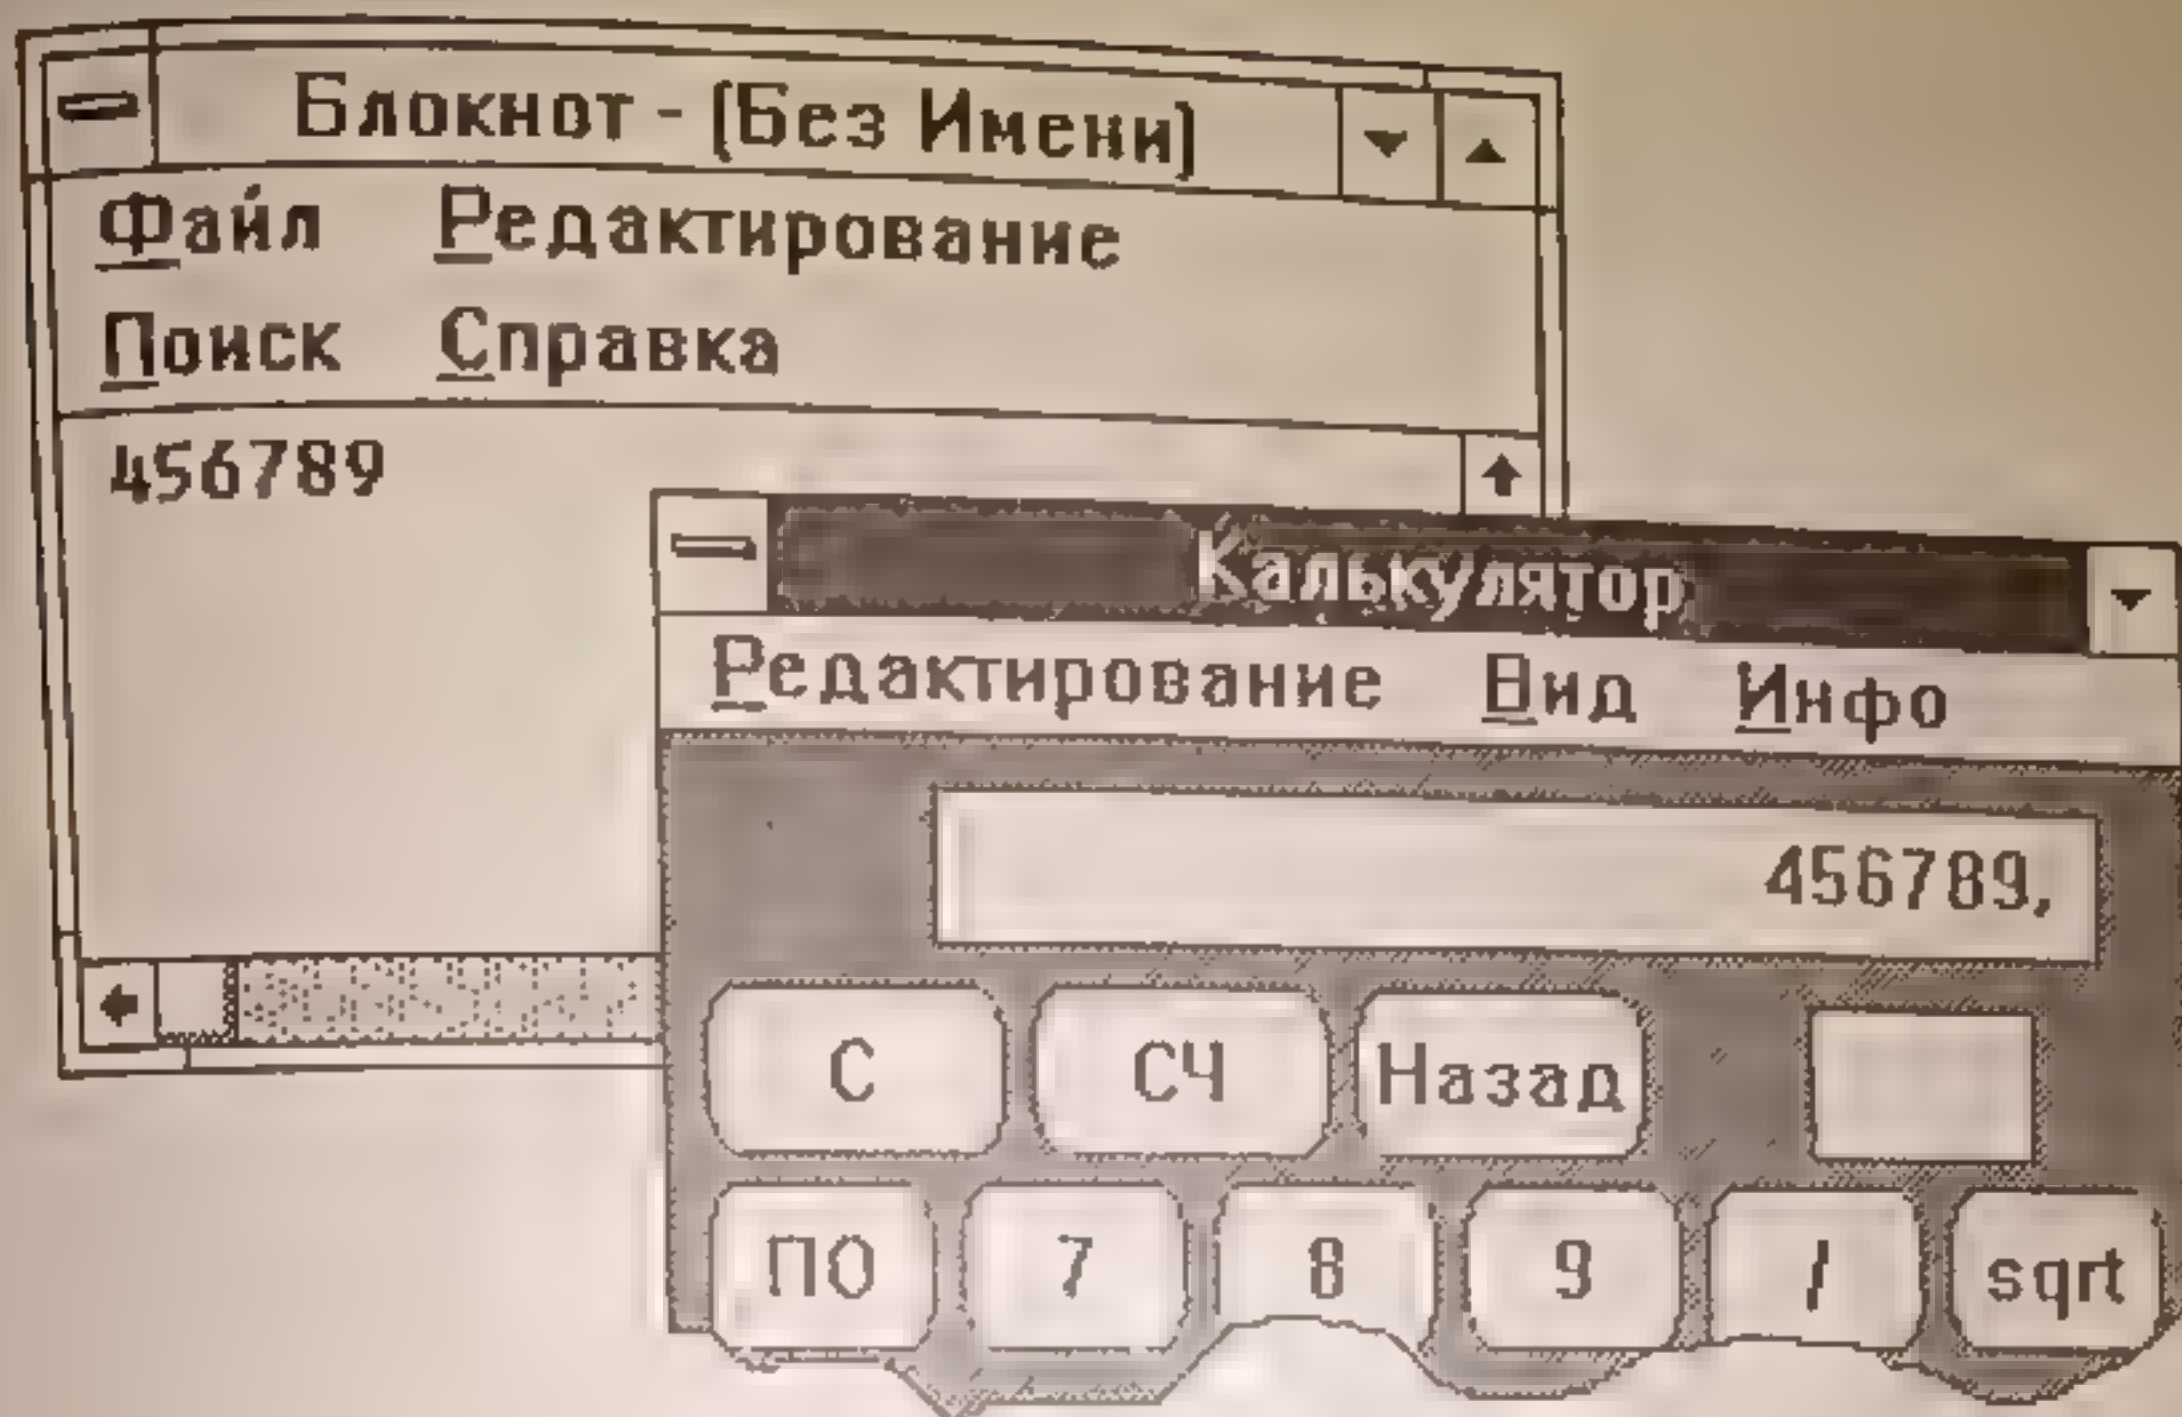 Блокнот - (Без Имени)
Файл Редактирование
Поиск Справка
456789
Калькулятор
Редактирование Вид Инфо
456789,
С СЧ Назад
ПО 7 8 9 / sqrt